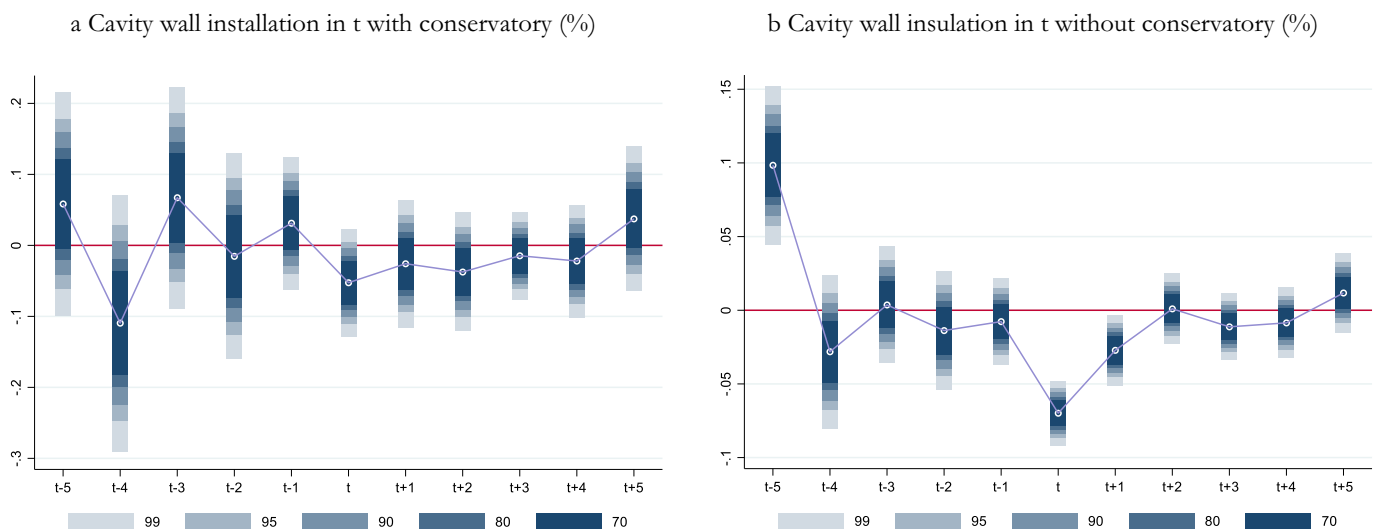 a Cavity wall installation in t with conservatory (%)
.2
.1
0
-.1
-.2
-.3
t-5 t-4 t-3 t-2 t-1 t t+1 t+2 t+3 t+4 t+5
99 95 90 80 70
b Cavity wall insulation in t without conservatory (%)
.15
.1
.05
0
-.05
-.1
t-5 t-4 t-3 t-2 t-1 t t+1 t+2 t+3 t+4 t+5
99 95 90 80 70